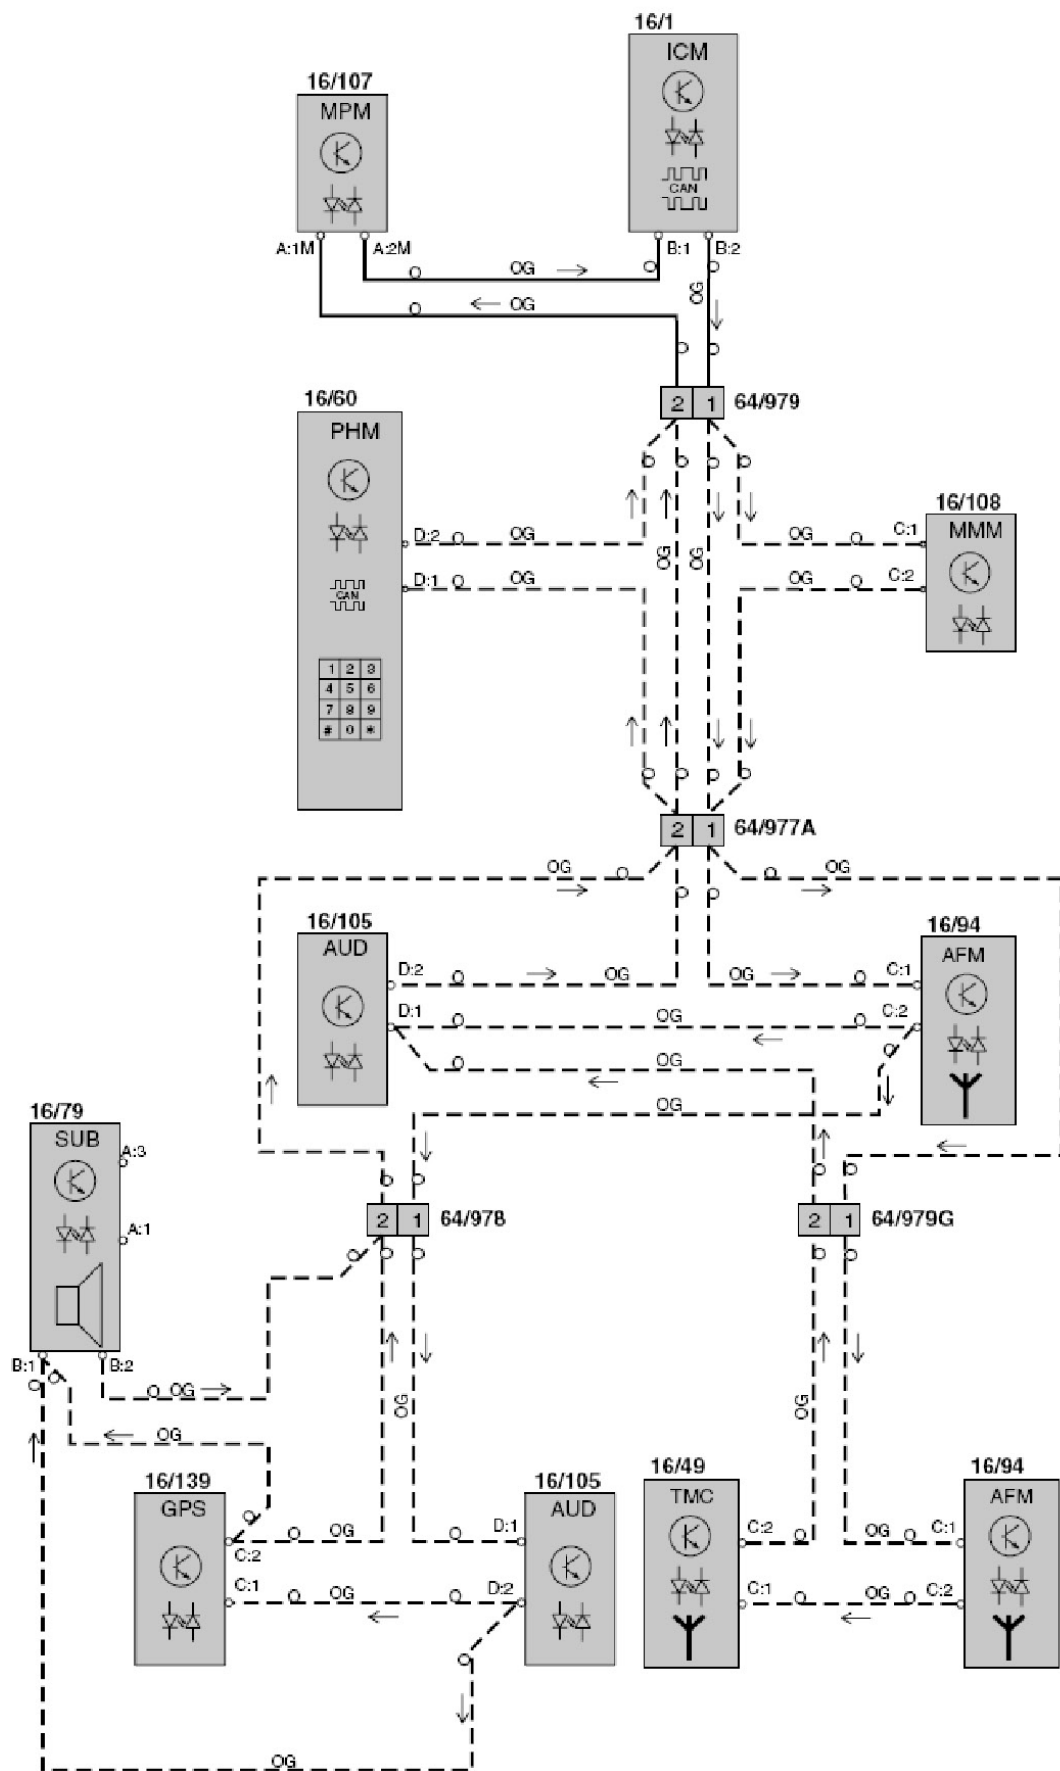 16/1
ICM
CAN
B:1
B:2
16/107
MPM
A:1M
A:2M
OG
OG
OG
2 1
64/979
16/60
PHM
D:2
OG
D:1
OG
CAN
1 2 3
4 5 6
7 8 9
# 0 *
OG
OG
16/108
MMM
OG
C:1
OG
C:2
2 1
64/977A
OG
OG
16/105
AUD
D:2
OG
OG
C:1
D:1
OG
C:2
OG
OG
16/94
AFM
16/79
SUB
A:3
A:1
B:1
B:2
OG
OG
2 1
64/978
2 1
64/979G
OG
OG
16/139
GPS
C:2
OG
C:1
OG
16/105
AUD
D:1
D:2
OG
16/49
TMC
C:2
C:1
16/94
AFM
OG
C:1
OG
C:2